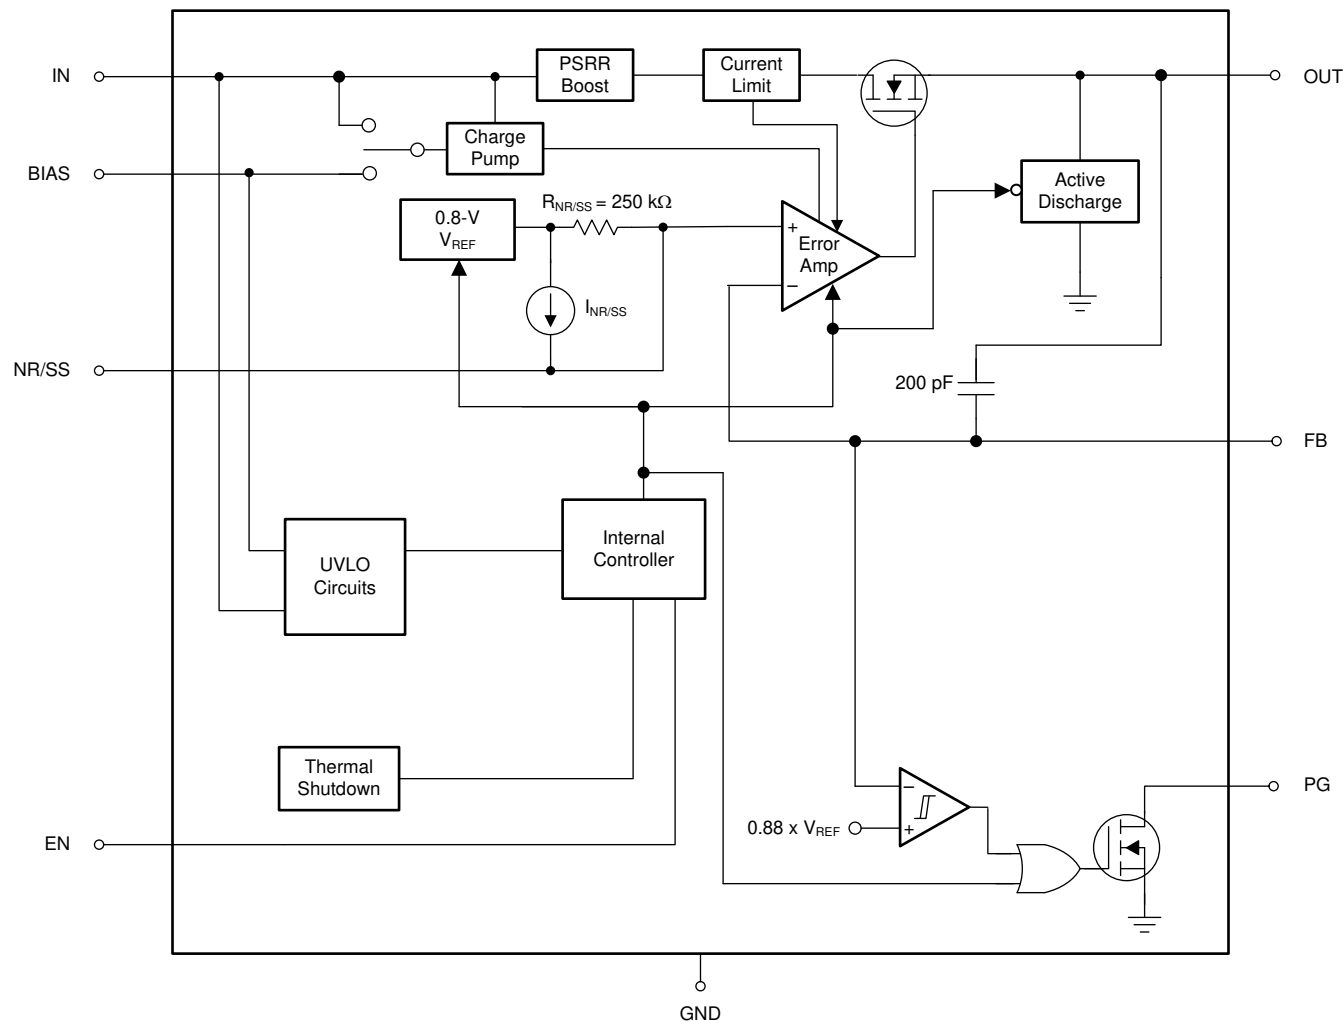 IN
PSRR
Boost
Current
Limit
OUT
Charge
Pump
BIAS
Active
Discharge
R_NR/SS = 250 kΩ
0.8-V
V_REF
+
Error
Amp
−
I_NR/SS
NR/SS
200 pF
FB
Internal
Controller
UVLO
Circuits
Thermal
Shutdown
PG
−
0.88 x V_REF
+
EN
GND